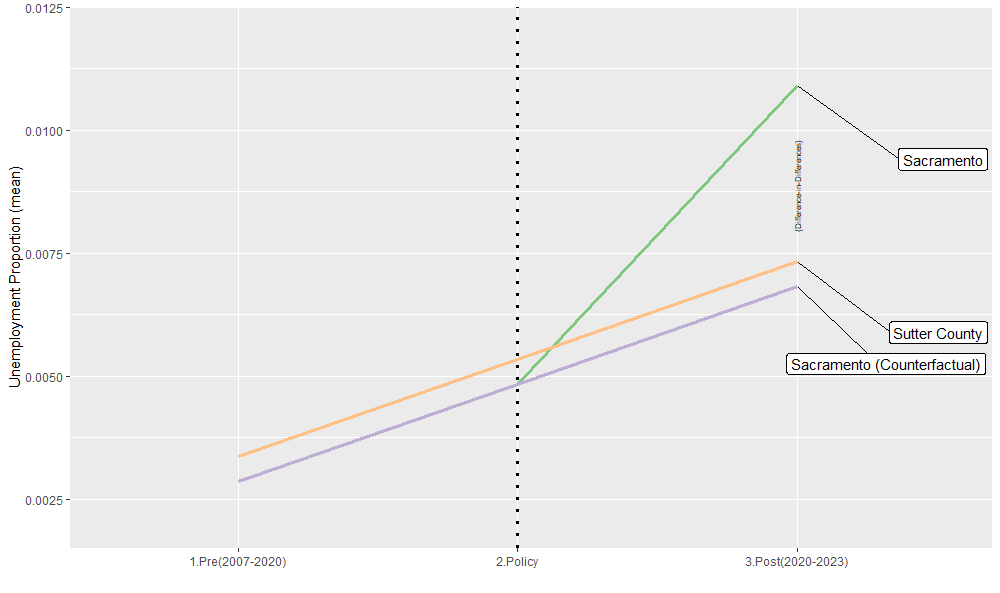 0.0125
0.0100
0.0075
0.0050
0.0025
Unemployment Proportion (mean)
Sacramento
{Difference-in-Differences}
Sutter County
Sacramento (Counterfactual)
1.Pre(2007-2020)
2.Policy
3.Post(2020-2023)